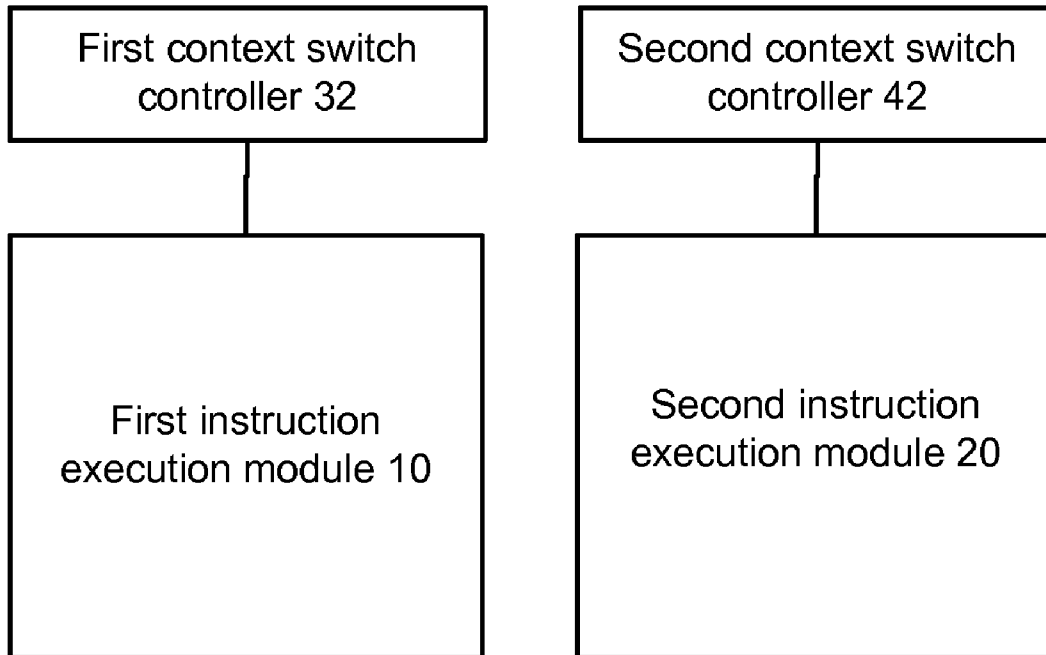 First context switch
controller 32
Second context switch
controller 42
First instruction
execution module 10
Second instruction
execution module 20